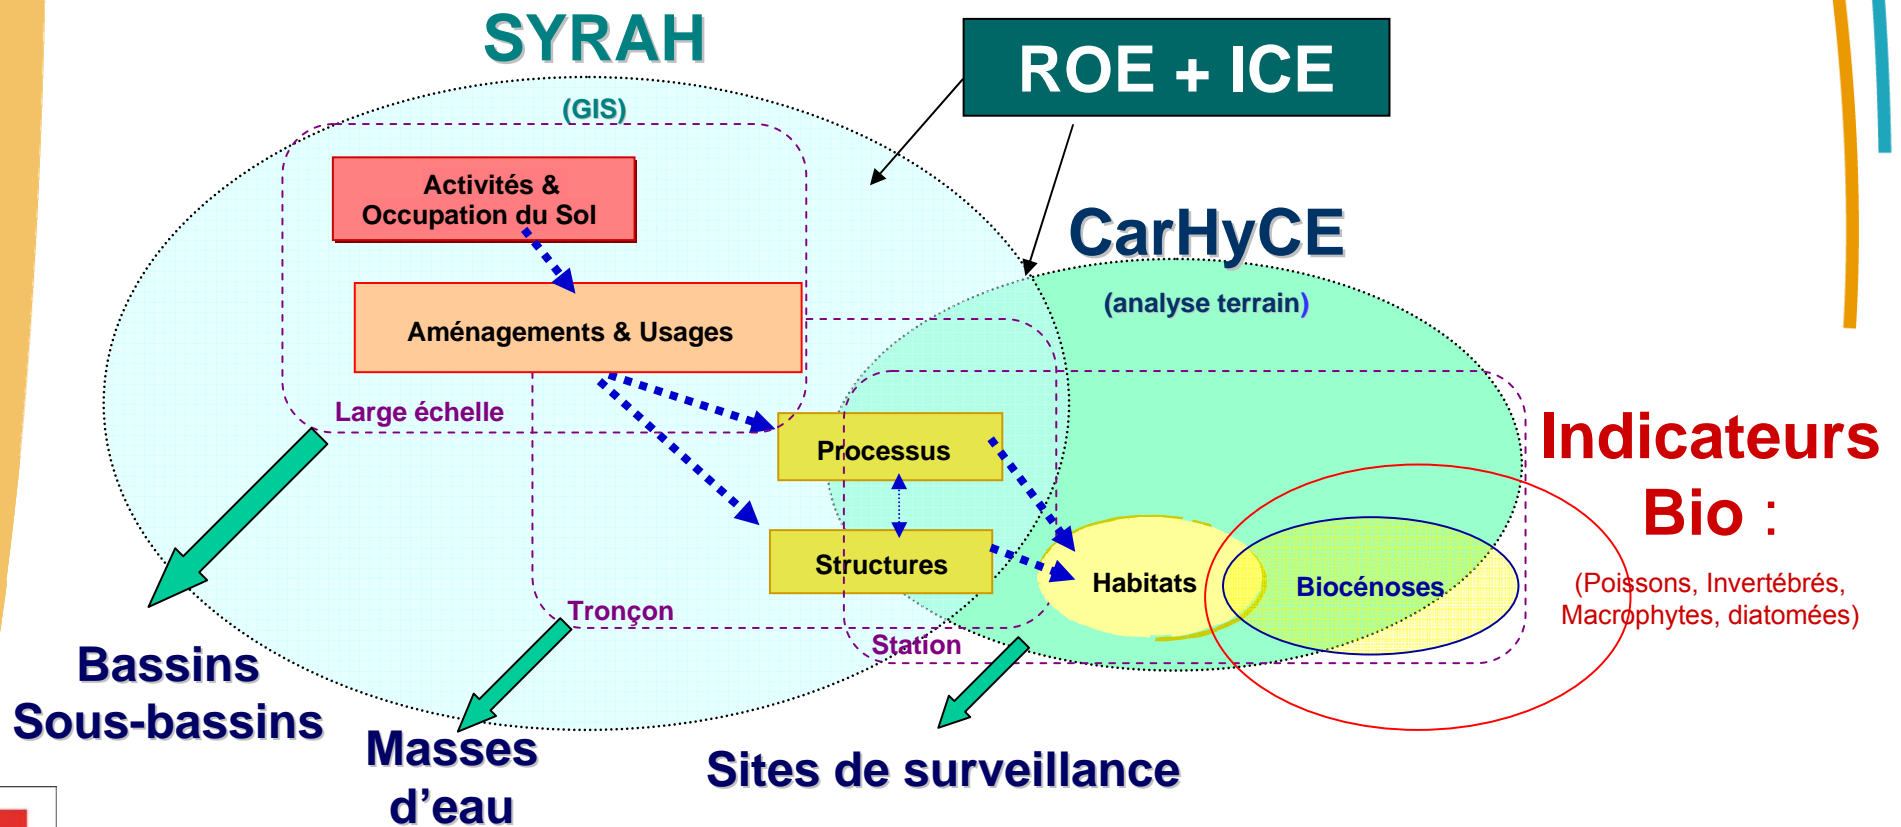 SYRAH
(GIS)
ROE + ICE
Activités &
Occupation du Sol
CarHyCE
(analyse terrain)
Aménagements & Usages
Large échelle
Processus
Structures
Habitats
Biocénoses
Tronçon
Station
Indicateurs
Bio :
(Poissons, Invertébrés,
Macrophytes, diatomées)
Bassins
Sous-bassins
Masses
d’eau
Sites de surveillance